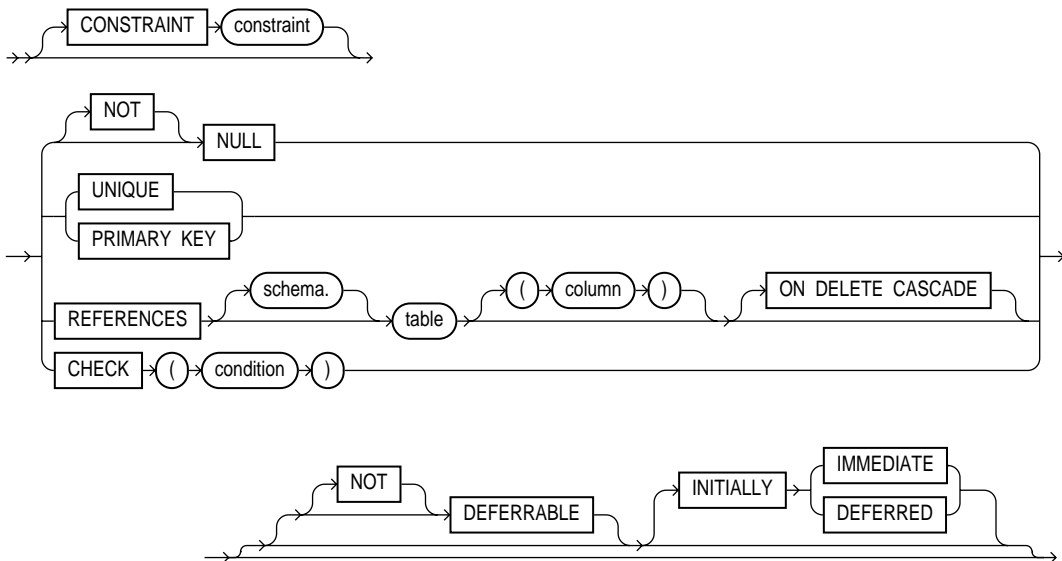 CONSTRAINT constraint
NOT
NULL
UNIQUE
PRIMARY KEY
schema. ( column ) ON DELETE CASCADE
REFERENCES table
CHECK ( condition )
NOT INITIALLY IMMEDIATE
DEFERRABLE DEFERRED